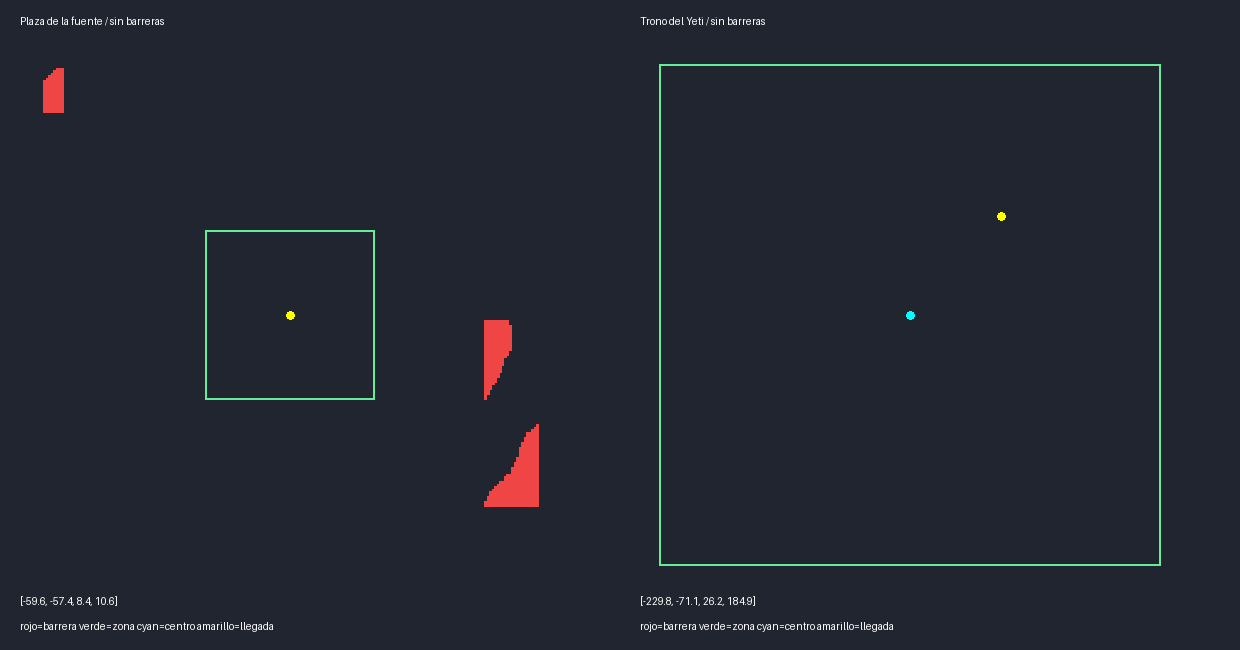 Plaza de la fuente / sin barreras
Trono del Yeti / sin barreras
[-59.6, -57.4, 8.4, 10.6]
[-229.8, -71.1, 26.2, 184.9]
rojo=barrera verde=zona cyan=centro amarillo=llegada
rojo=barrera verde=zona cyan=centro amarillo=llegada